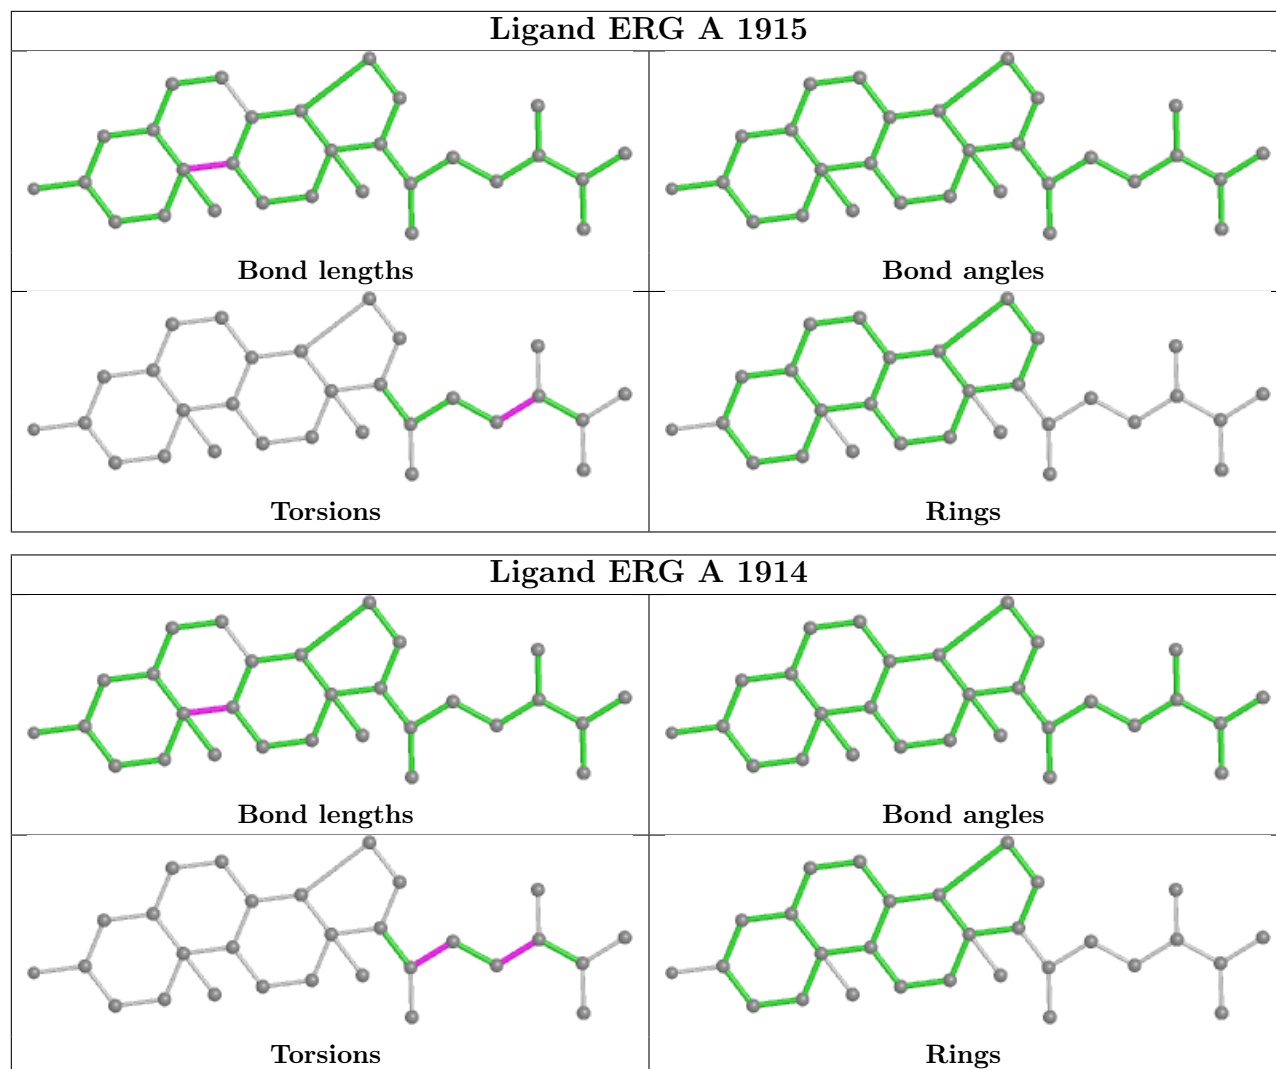 Ligand ERG A 1915
Bond lengths
Bond angles
Torsions
Rings
Ligand ERG A 1914
Bond lengths
Bond angles
Torsions
Rings